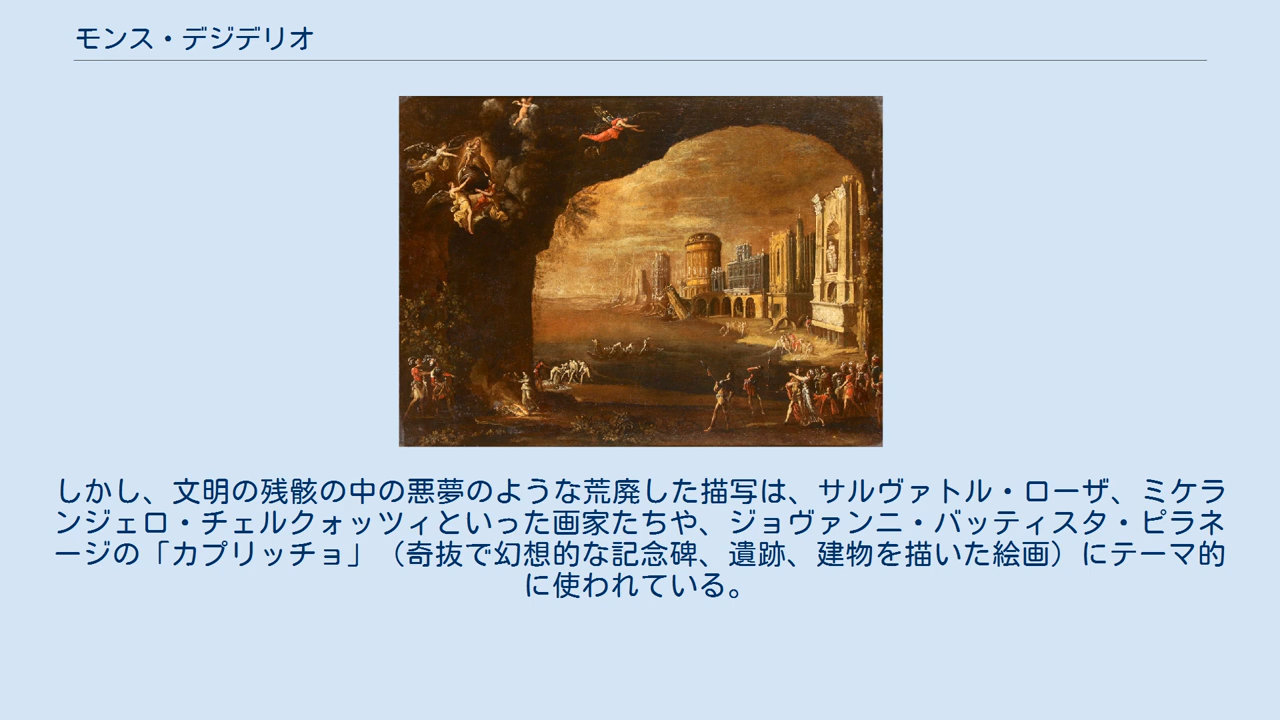 モンス・デジデリオ
しかし、文明の残骸の中の悪夢のような荒廃した描写は、サルヴァトル・ローザ、ミケラ
ンジェロ・チェルクォッツィといった画家たちや、ジョヴァンニ・バッティスタ・ピラネ
ージの「カプリッチョ」（奇抜で幻想的な記念碑、遺跡、建物を描いた絵画）にテーマ的
に使われている。